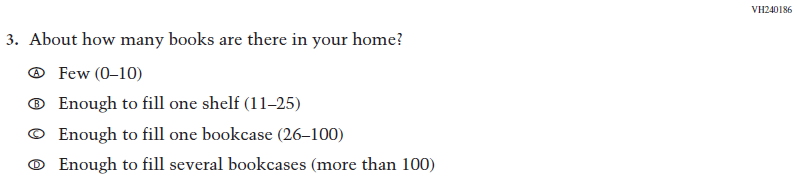 VH240186
3. About how many books are there in your home?
A Few (0–10)
B Enough to fill one shelf (11–25)
C Enough to fill one bookcase (26–100)
D Enough to fill several bookcases (more than 100)